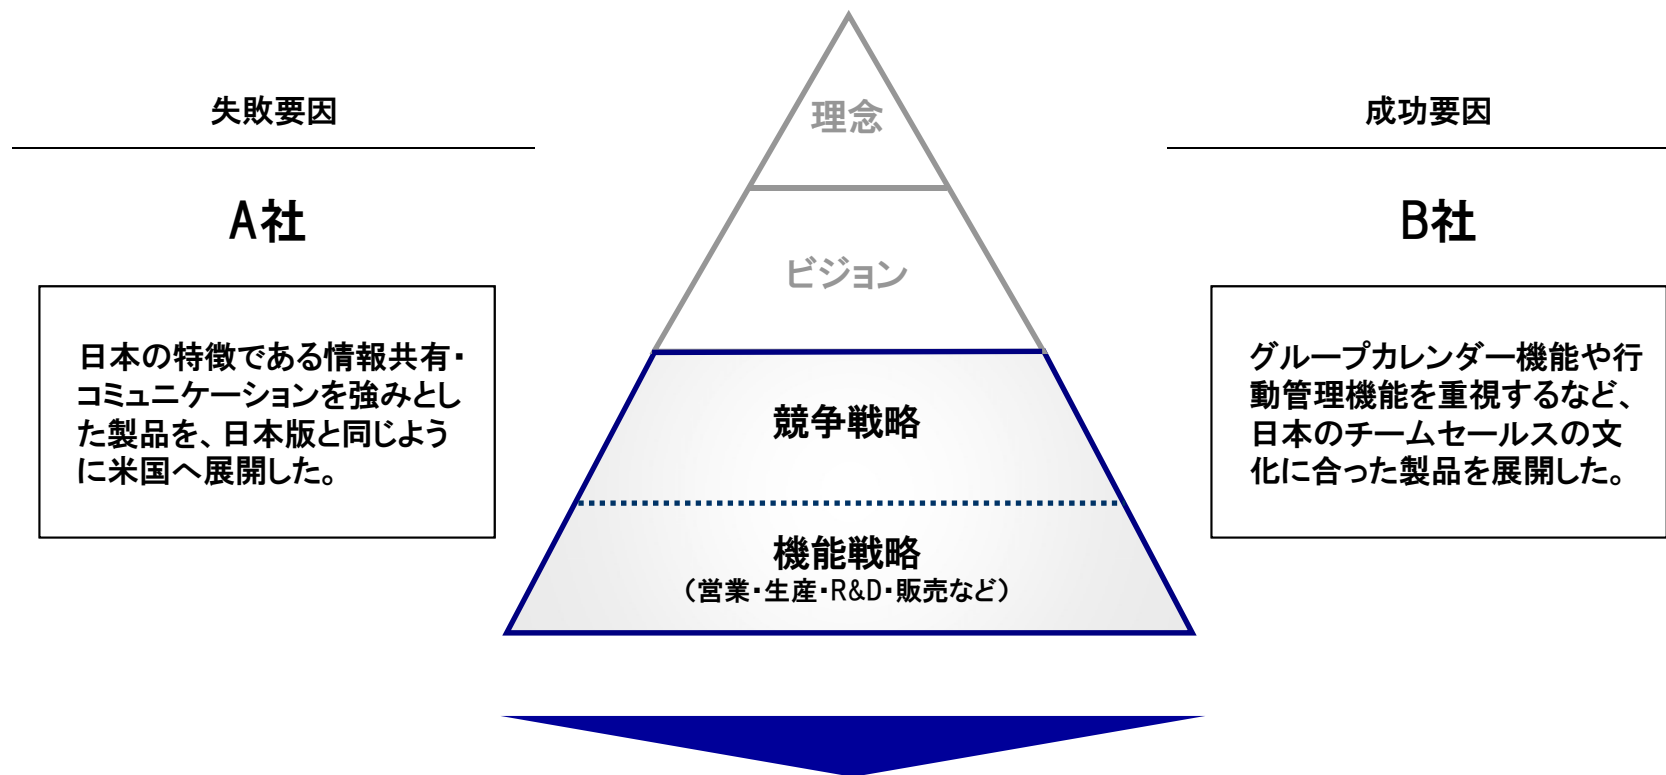 失敗要因
A社
日本の特徴である情報共有・
コミュニケーションを強みとし
た製品を、日本版と同じよう
に米国へ展開した。
理念
ビジョン
競争戦略
機能戦略
（営業・生産・R&D・販売など）
成功要因
B社
グループカレンダー機能や行
動管理機能を重視するなど、
日本のチームセールスの文
化に合った製品を展開した。